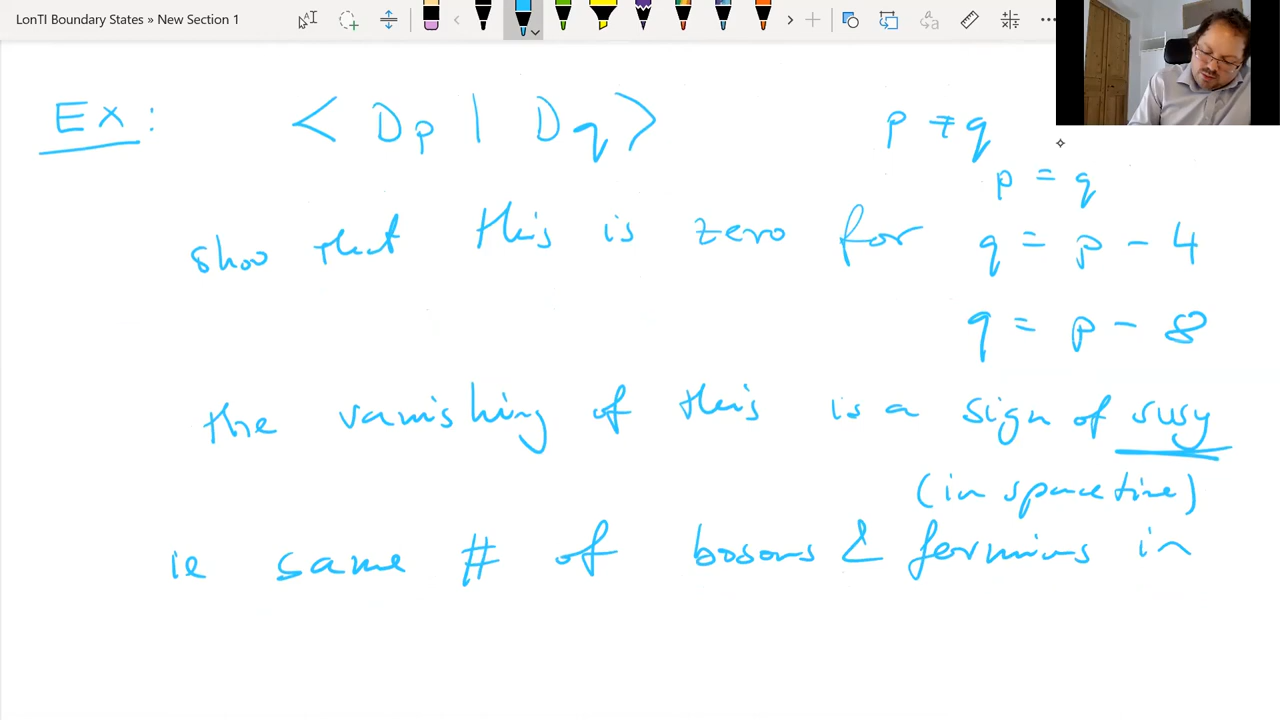 LonTI Boundary States » New Section 1
Ex: < Dp | Dq > p ≠ q
p = q
show that this is zero for q = p - 4
q = p - 8
the vanishing of this is a sign of susy
(in spacetime)
ie same # of bosons & fermions in